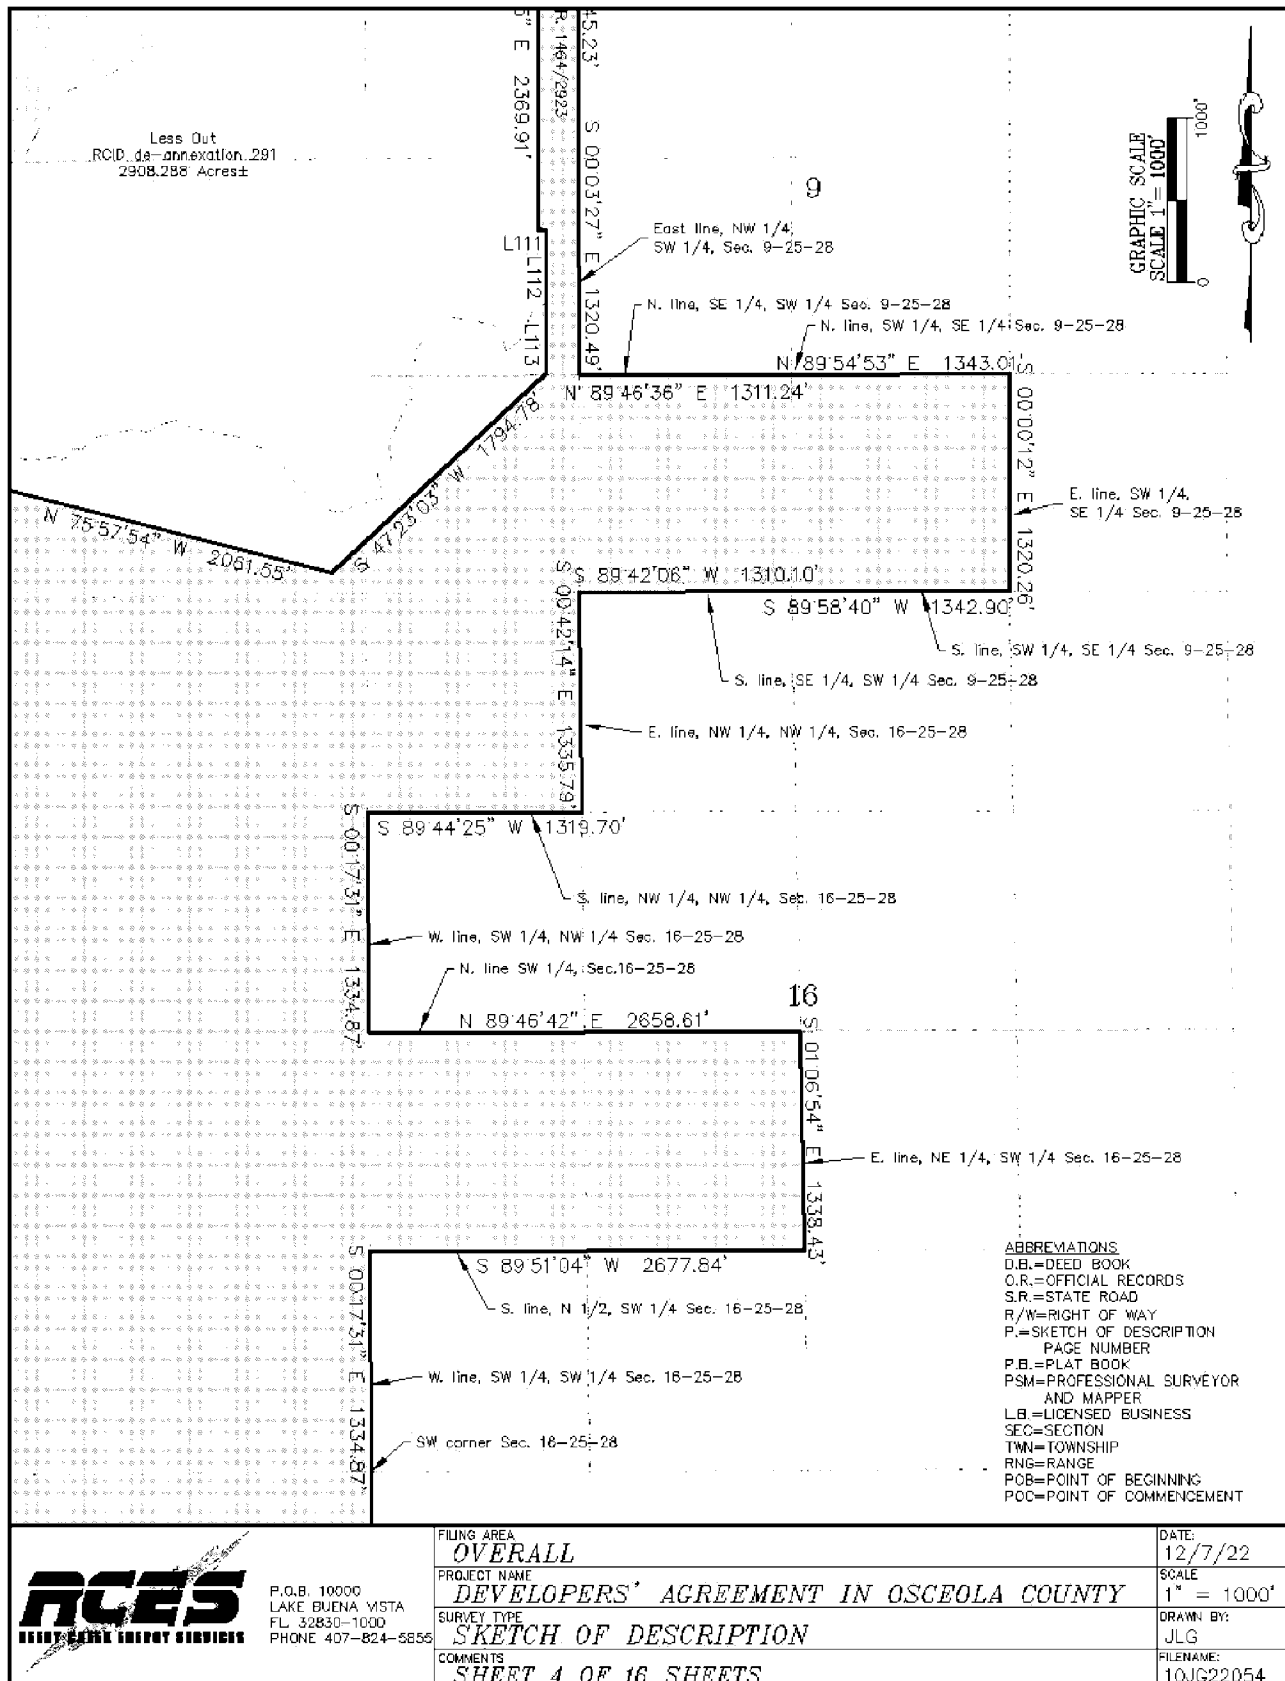 5" E 2369.91'
R. 1464/2923
45.23'
S 00°03'27" E 1320.49'
Less Out
RCID de-annexation 291
2908.288 Acres±
9
GRAPHIC SCALE
SCALE 1"= 1000'
0
1000'
East line, NW 1/4,
SW 1/4, Sec. 9-25-28
L111
L112
L113
N. line, SE 1/4, SW 1/4 Sec. 9-25-28
N. line, SW 1/4, SE 1/4 Sec. 9-25-28
N 89°54'53" E 1343.01'
N 89°46'36" E 1311.24'
S 00°00'12" E 1320.26'
S 47°23'03" W 1794.78'
N 75°57'54" W 2061.55'
E. line, SW 1/4,
SE 1/4 Sec. 9-25-28
S 89°42'06" W 1310.10'
S 89°58'40" W 1342.90'
S 00°42'14" E 1335.79'
S. line, SW 1/4, SE 1/4 Sec. 9-25-28
S. line, SE 1/4, SW 1/4 Sec. 9-25-28
E. line, NW 1/4, NW 1/4, Sec. 16-25-28
S 89°44'25" W 1319.70'
S 00°17'31" E 1334.87'
S. line, NW 1/4, NW 1/4, Sec. 16-25-28
W. line, SW 1/4, NW 1/4 Sec. 16-25-28
N. line SW 1/4, Sec.16-25-28
16
N 89°46'42" E 2658.61'
S 01°06'54" E 1338.43'
E. line, NE 1/4, SW 1/4 Sec. 16-25-28
S 89°51'04" W 2677.84'
S 00°17'31" E 1334.87'
S. line, N 1/2, SW 1/4 Sec. 16-25-28
W. line, SW 1/4, SW 1/4 Sec. 16-25-28
SW corner Sec. 16-25-28
ABBREVIATIONS
D.B.=DEED BOOK
O.R.=OFFICIAL RECORDS
S.R.=STATE ROAD
R/W=RIGHT OF WAY
P.=SKETCH OF DESCRIPTION
PAGE NUMBER
P.B.=PLAT BOOK
PSM=PROFESSIONAL SURVEYOR
AND MAPPER
L.B.=LICENSED BUSINESS
SEC=SECTION
TWN=TOWNSHIP
RNG=RANGE
POB=POINT OF BEGINNING
POC=POINT OF COMMENCEMENT
RCES
REEDY CREEK ENERGY SERVICES
P.O.B. 10000
LAKE BUENA VISTA
FL 32830-1000
PHONE 407-824-5855
FILING AREA
OVERALL
PROJECT NAME
DEVELOPERS' AGREEMENT IN OSCEOLA COUNTY
SURVEY TYPE
SKETCH OF DESCRIPTION
COMMENTS
SHEET 4 OF 16 SHEETS
DATE:
12/7/22
SCALE
1" = 1000'
DRAWN BY:
JLG
FILENAME:
10JG22054